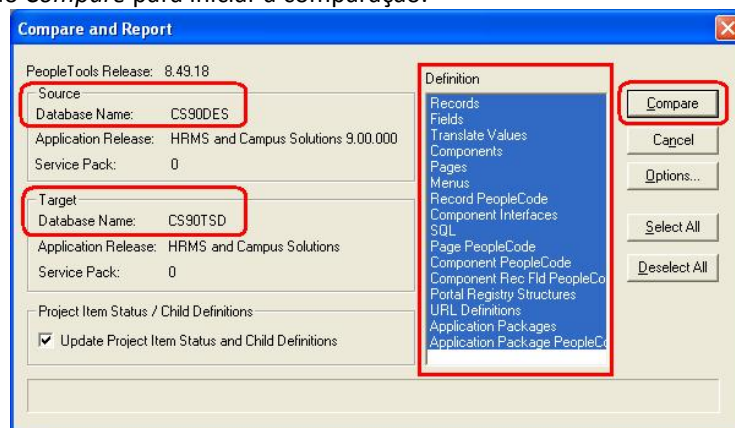 Compare para iniciar a comparação.
Compare and Report
PeopleTools Release: 8.49.18
Source
Database Name: CS90DES
Application Release: HRMS and Campus Solutions 9.00.000
Service Pack: 0
Target
Database Name: CS90TSD
Application Release: HRMS and Campus Solutions
Service Pack: 0
Project Item Status / Child Definitions
Update Project Item Status and Child Definitions
Definition
Records
Fields
Translate Values
Components
Pages
Menus
Record PeopleCode
Component Interfaces
SQL
Page PeopleCode
Component PeopleCode
Component Rec Fld PeopleCo
Portal Registry Structures
URL Definitions
Application Packages
Application Package PeopleCo
Compare
Cancel
Options...
Select All
Deselect All